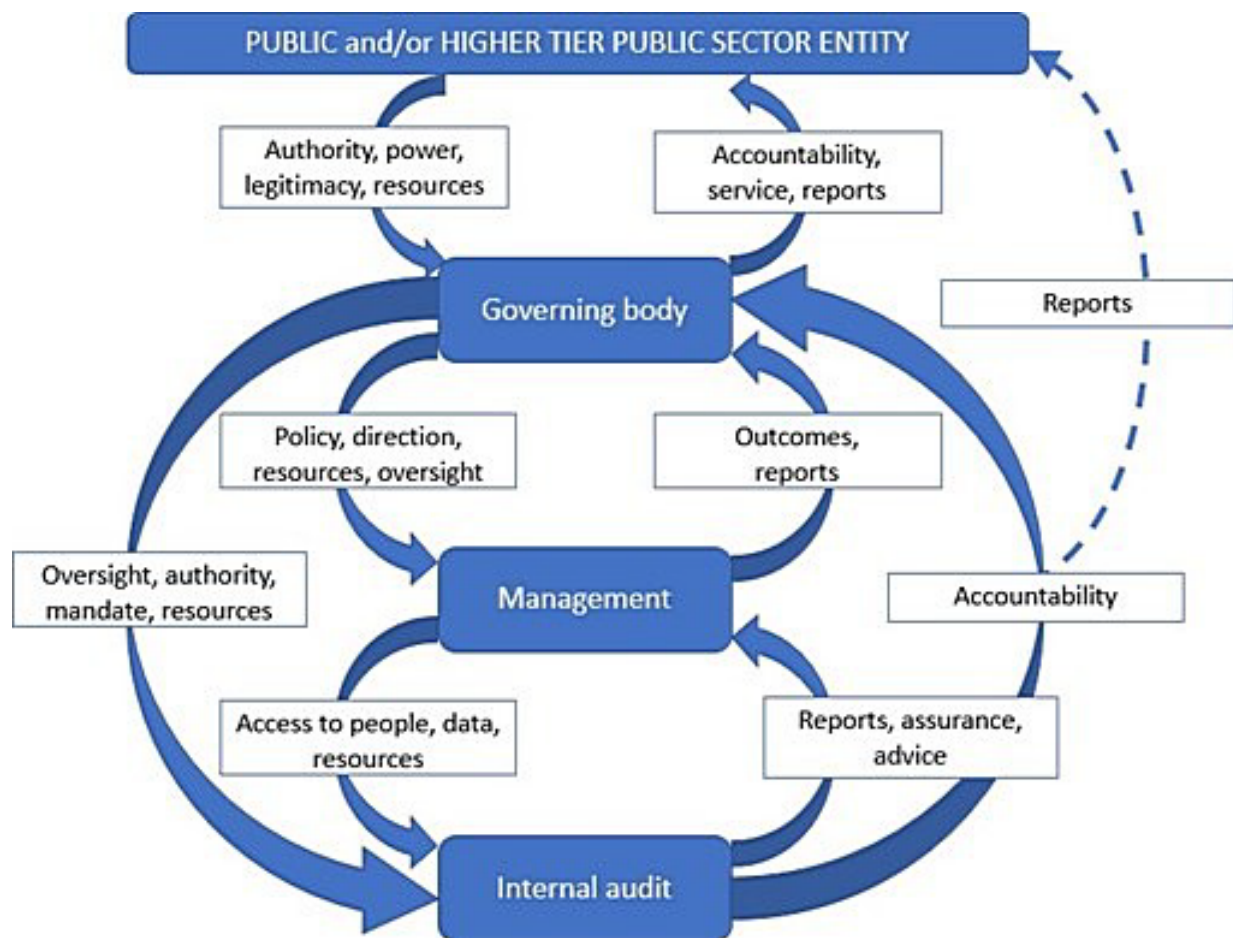 PUBLIC and/or HIGHER TIER PUBLIC SECTOR ENTITY
Authority, power,
legitimacy, resources
Accountability,
service, reports
Governing body
Reports
Policy, direction,
resources, oversight
Outcomes,
reports
Oversight, authority,
mandate, resources
Management
Accountability
Access to people, data,
resources
Reports, assurance,
advice
Internal audit